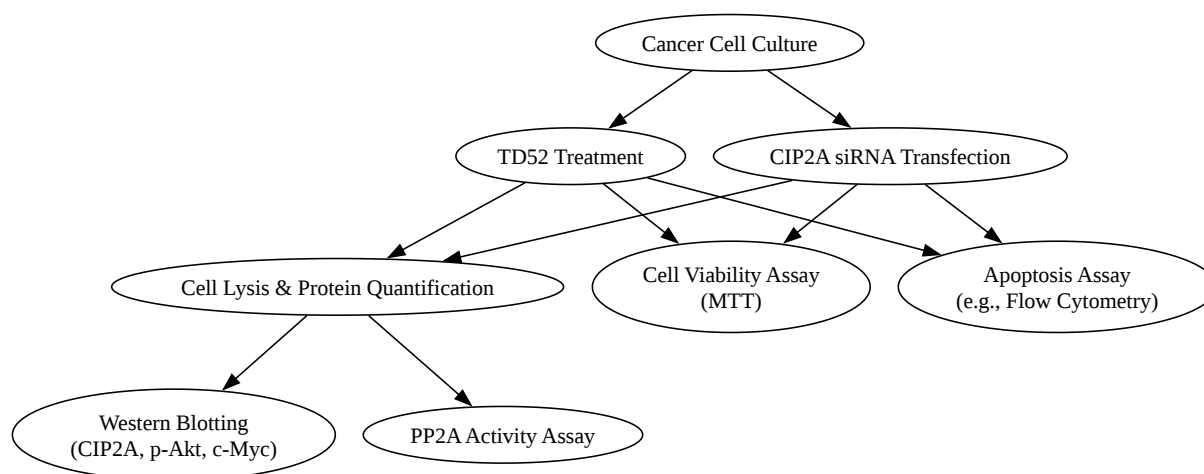 Cancer Cell Culture
TD52 Treatment
CIP2A siRNA Transfection
Cell Lysis & Protein Quantification
Cell Viability Assay
(MTT)
Apoptosis Assay
(e.g., Flow Cytometry)
Western Blotting
(CIP2A, p-Akt, c-Myc)
PP2A Activity Assay